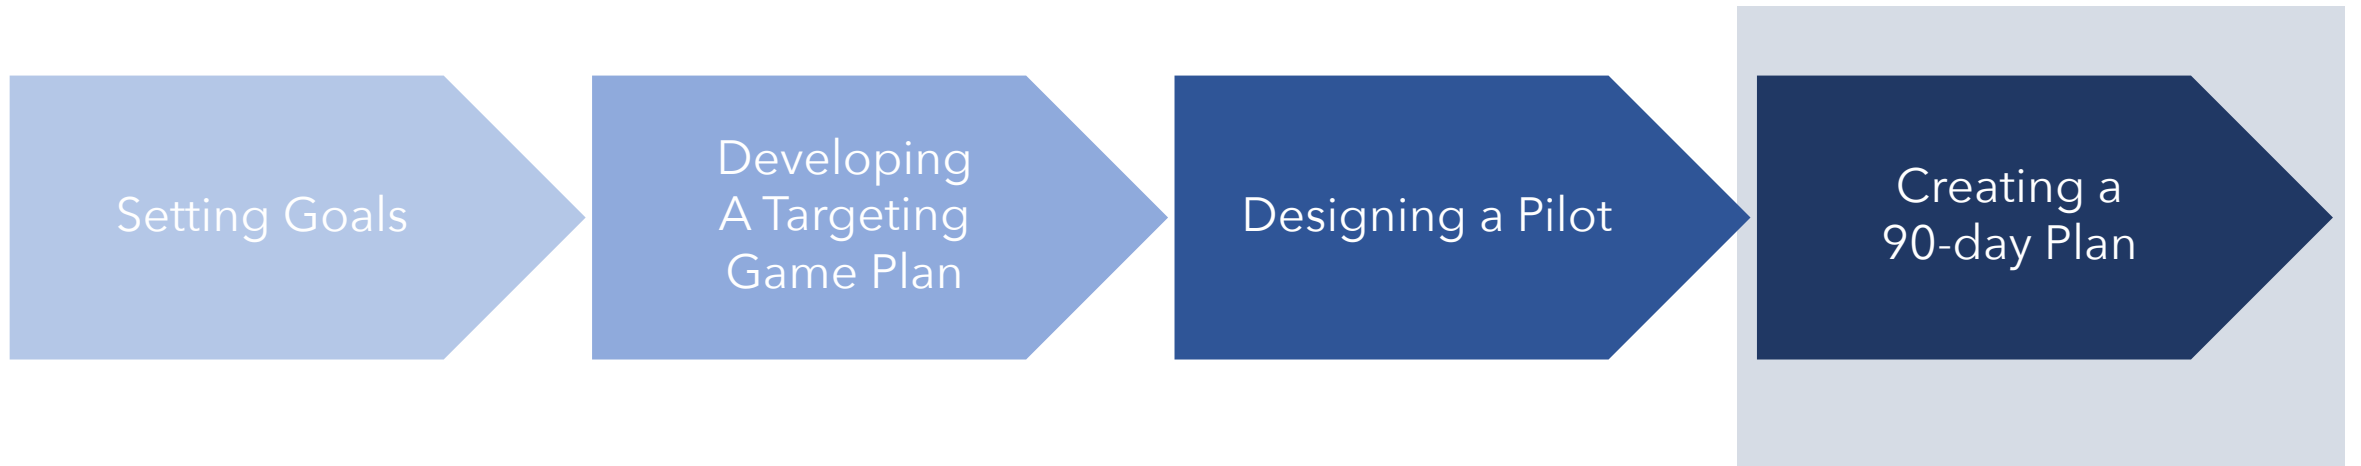 Setting Goals
Developing
A Targeting
Game Plan
Designing a Pilot
Creating a
90-day Plan